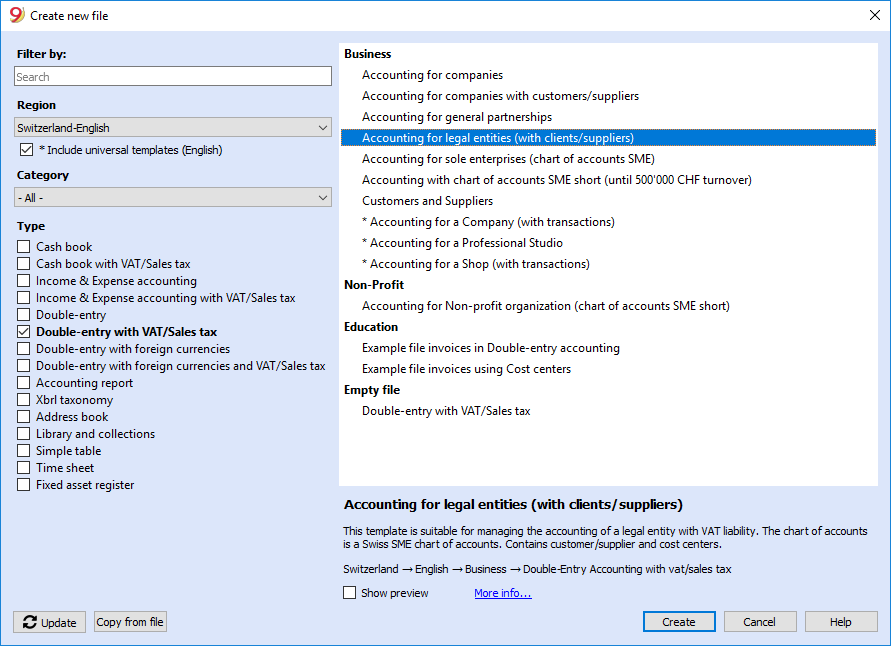 Create new file
Filter by:
Search
Region
Switzerland-English
* Include universal templates (English)
Category
- All -
Type
Cash book
Cash book with VAT/Sales tax
Income & Expense accounting
Income & Expense accounting with VAT/Sales tax
Double-entry
Double-entry with VAT/Sales tax
Double-entry with foreign currencies
Double-entry with foreign currencies and VAT/Sales tax
Accounting report
Xbrl taxonomy
Address book
Library and collections
Simple table
Time sheet
Fixed asset register
Business
Accounting for companies
Accounting for companies with customers/suppliers
Accounting for general partnerships
Accounting for legal entities (with clients/suppliers)
Accounting for sole enterprises (chart of accounts SME)
Accounting with chart of accounts SME short (until 500'000 CHF turnover)
Customers and Suppliers
* Accounting for a Company (with transactions)
* Accounting for a Professional Studio
* Accounting for a Shop (with transactions)
Non-Profit
Accounting for Non-profit organization (chart of accounts SME short)
Education
Example file invoices in Double-entry accounting
Example file invoices using Cost centers
Empty file
Double-entry with VAT/Sales tax
Accounting for legal entities (with clients/suppliers)
This template is suitable for managing the accounting of a legal entity with VAT liability. The chart of accounts
is a Swiss SME chart of accounts. Contains customer/supplier and cost centers.
Switzerland → English → Business → Double-Entry Accounting with vat/sales tax
Show preview
More info...
Update
Copy from file
Create
Cancel
Help